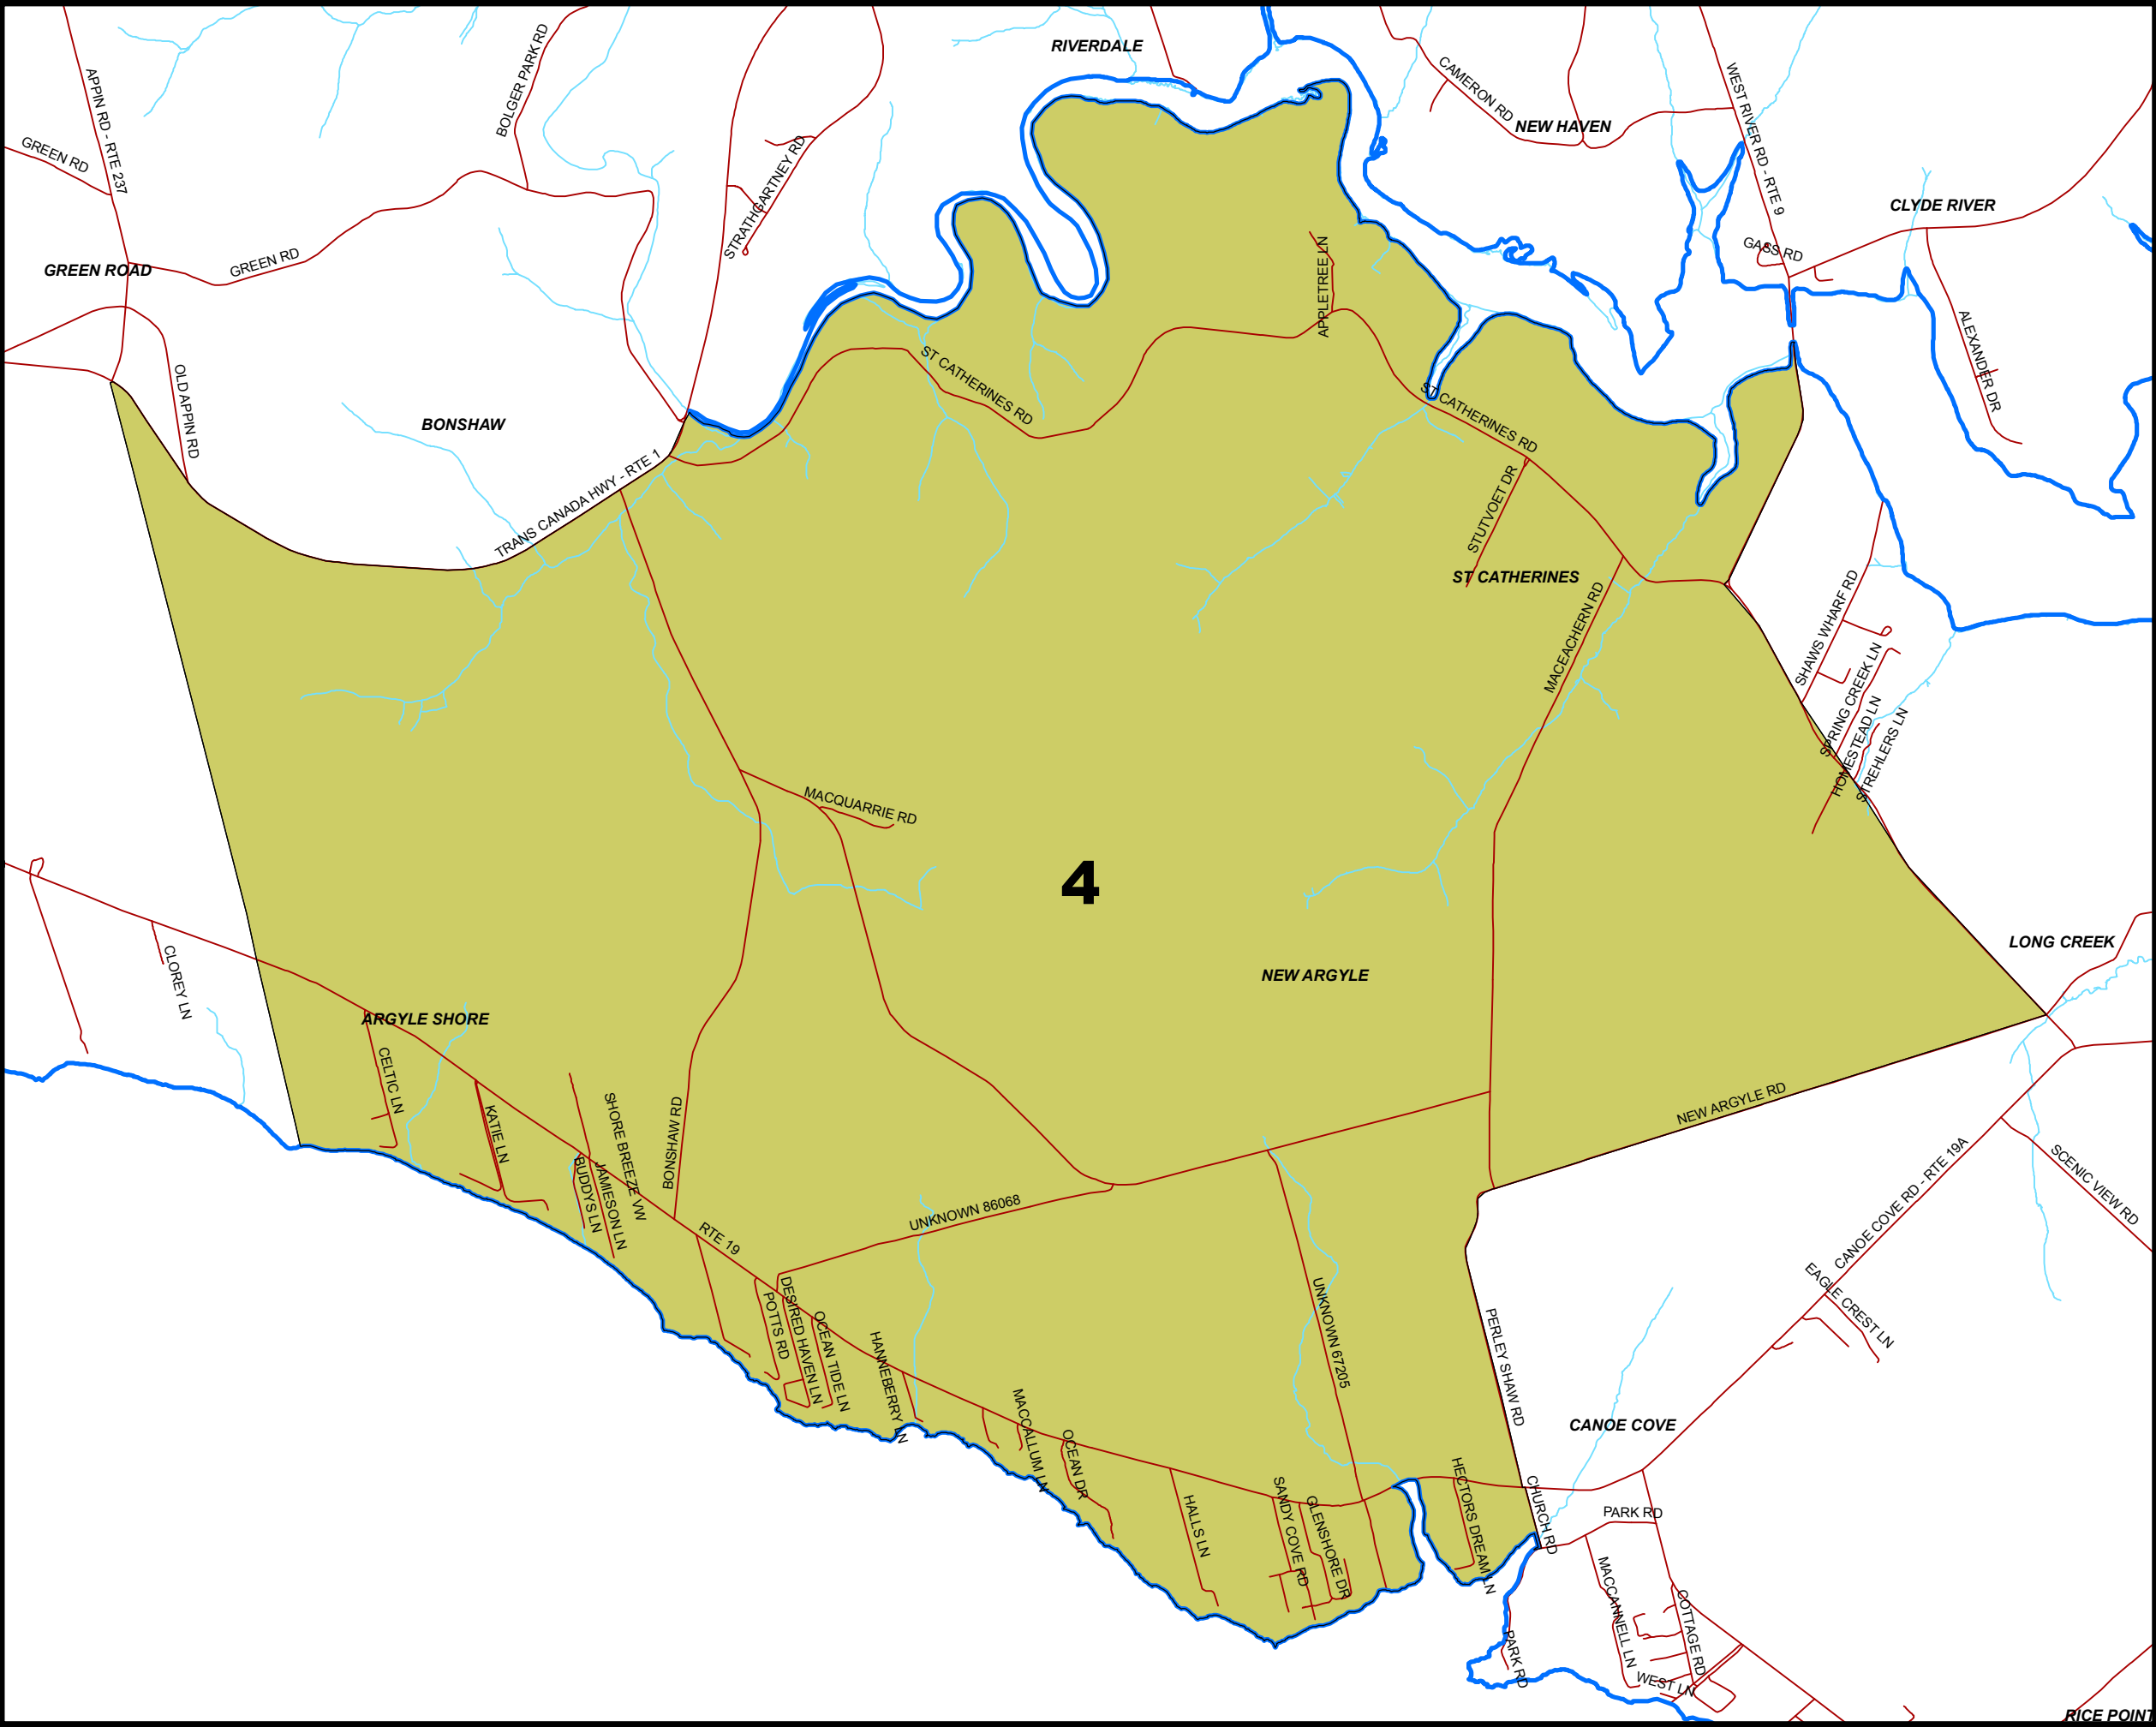 RIVERDALE
BOLGER PARK RD
APPIN RD - RTE 237
CAMERON RD
NEW HAVEN
WEST RIVER RD - RTE 9
GREEN RD
STRATHGARTNEY RD
CLYDE RIVER
GASS RD
GREEN ROAD
GREEN RD
APPLETREE LN
ALEXANDER DR
OLD APPIN RD
ST CATHERINES RD
BONSHAW
ST CATHERINES RD
TRANS CANADA HWY - RTE 1
STUTVOET DR
ST CATHERINES
MACEACHERN RD
SHAWS WHARF RD
SPRING CREEK LN
HOMESTEAD LN
STREHLERS LN
MACQUARRIE RD
4
LONG CREEK
NEW ARGYLE
CLOREY LN
ARGYLE SHORE
CELTIC LN
KATIE LN
SHORE BREEZE VW
JAMIESON LN
BUDDYS LN
BONSHAW RD
NEW ARGYLE RD
SCENIC VIEW RD
CANOE COVE RD - RTE 19A
UNKNOWN 86068
RTE 19
EAGLE CREST LN
POTTS RD
DESIRED HAVEN LN
OCEAN TIDE LN
HANNEBERRY LN
UNKNOWN 67205
PERLEY SHAW RD
MACCALLUM LN
OCEAN DR
CANOE COVE
HALLS LN
SANDY COVE RD
GLENSHORE DR
HECTORS DREAM LN
CHURCH RD
PARK RD
MACCANNELL LN
COTTAGE RD
PARK RD
WEST LN
RICE POINT